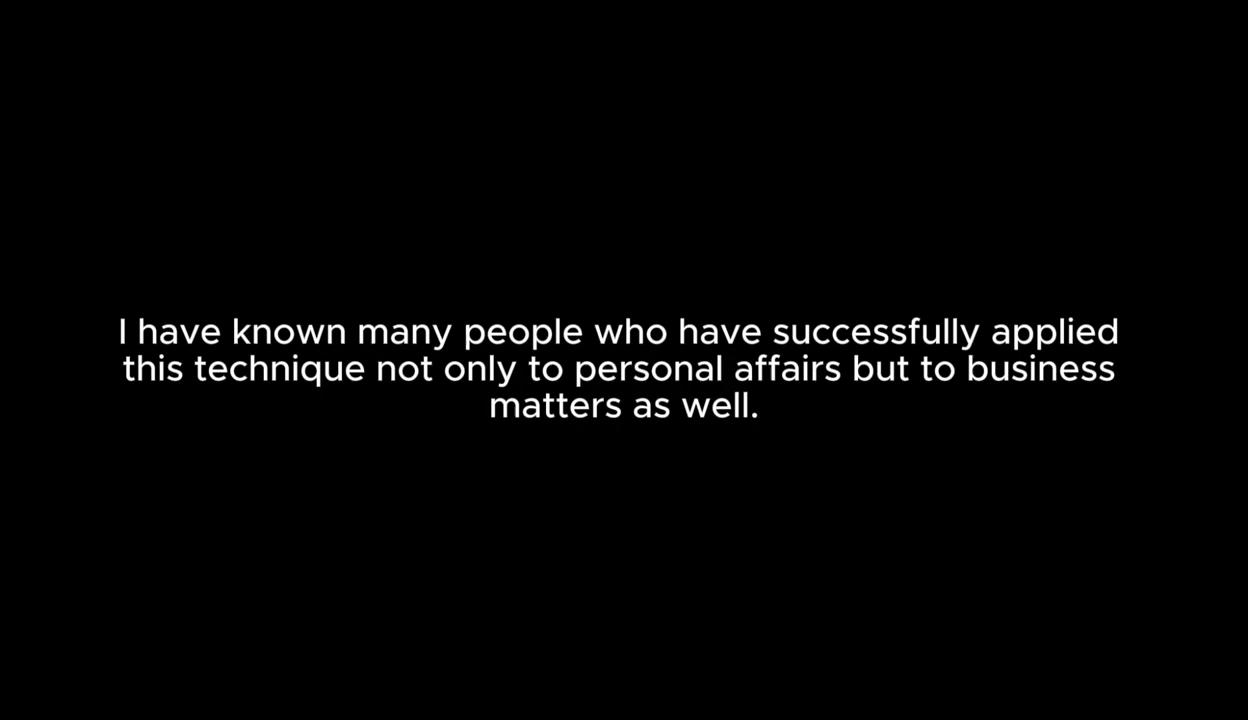 I have known many people who have successfully applied
this technique not only to personal affairs but to business
matters as well.